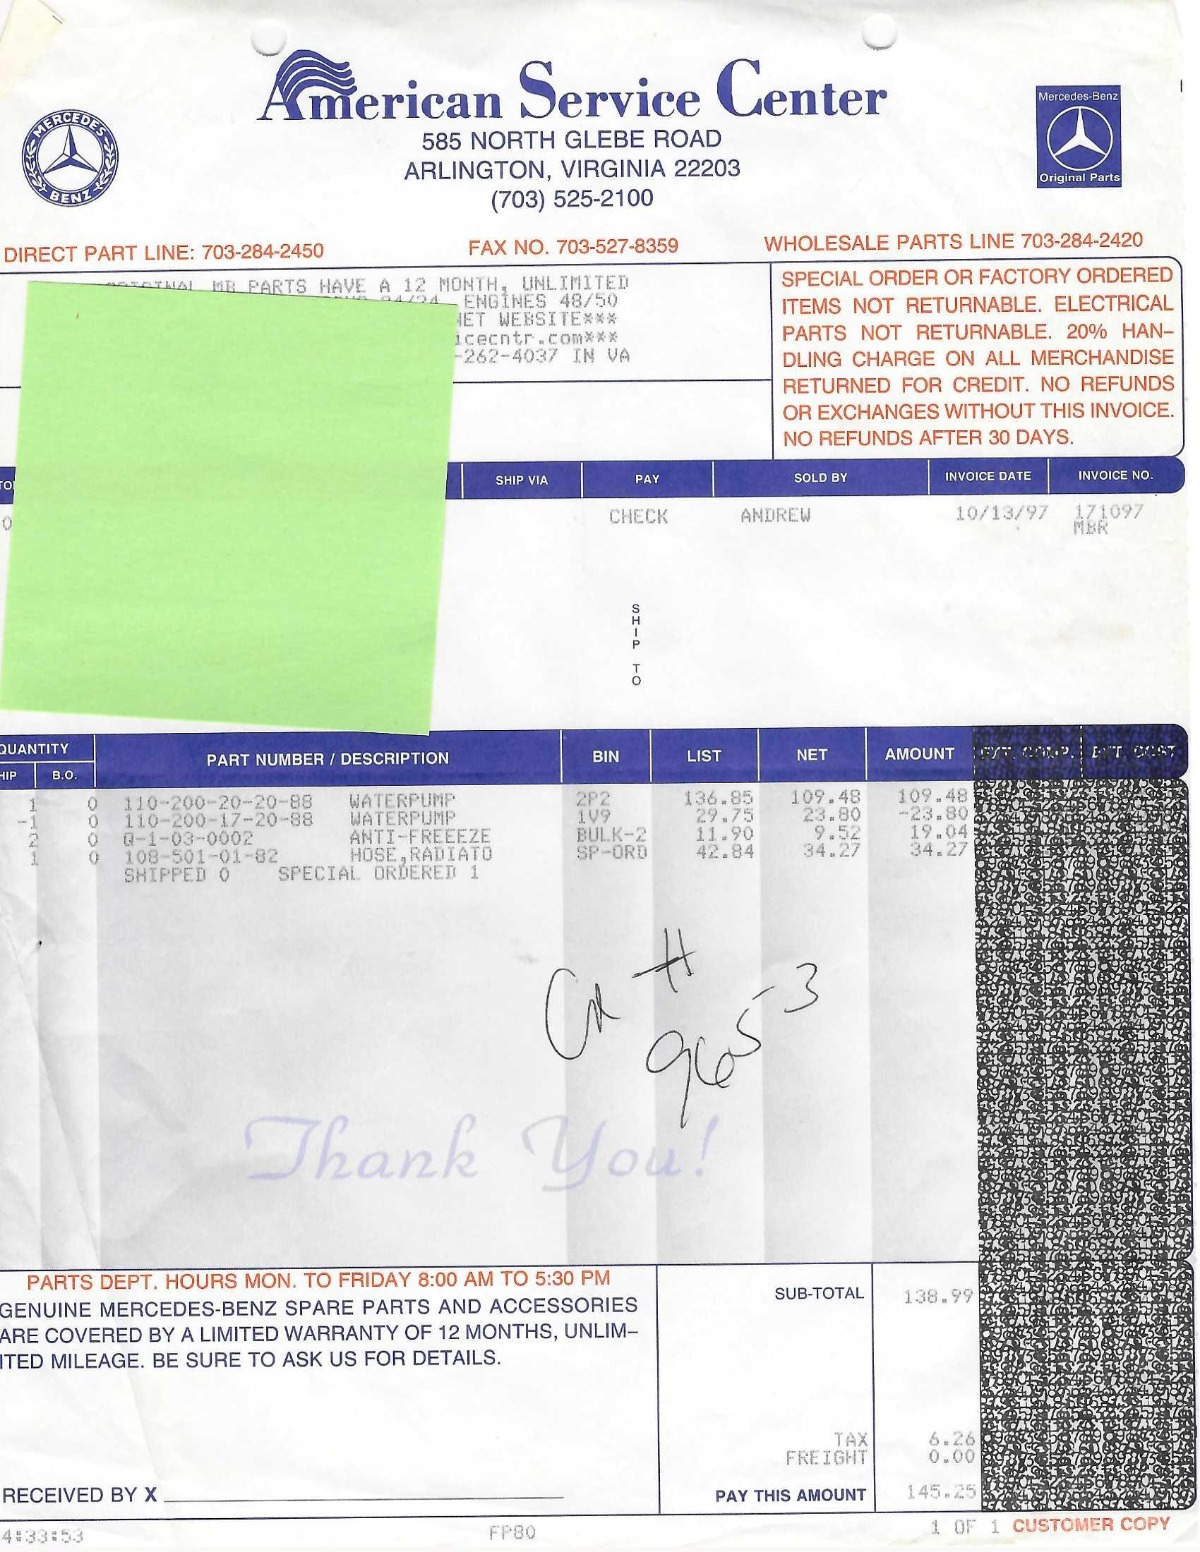 American Service Center
585 NORTH GLEBE ROAD
ARLINGTON, VIRGINIA 22203
(703) 525-2100
MERCEDES
BENZ
Mercedes-Benz
Original Parts
DIRECT PART LINE: 703-284-2450 FAX NO. 703-527-8359 WHOLESALE PARTS LINE 703-284-2420
MB PARTS HAVE A 12 MONTH, UNLIMITED
24/24, ENGINES 48/50
NET WEBSITE***
icecntr.com***
-262-4037 IN VA
SPECIAL ORDER OR FACTORY ORDERED
ITEMS NOT RETURNABLE. ELECTRICAL
PARTS NOT RETURNABLE. 20% HAN-
DLING CHARGE ON ALL MERCHANDISE
RETURNED FOR CREDIT. NO REFUNDS
OR EXCHANGES WITHOUT THIS INVOICE.
NO REFUNDS AFTER 30 DAYS.
SHIP VIA PAY SOLD BY INVOICE DATE INVOICE NO.
CHECK ANDREW 10/13/97 171097
MBR
SHIP TO
QUANTITY PART NUMBER / DESCRIPTION BIN LIST NET AMOUNT EXT. COMP. EXT. COST
HIP B.O.
1 0 110-200-20-20-88 WATERPUMP 2P2 136.85 109.48 109.48
-1 0 110-200-17-20-88 WATERPUMP 1V9 29.75 23.80 -23.80
2 0 Q-1-03-0002 ANTI-FREEEZE BULK-2 11.90 9.52 19.04
1 0 108-501-01-82 HOSE,RADIATO SP-ORD 42.84 34.27 34.27
SHIPPED 0 SPECIAL ORDERED 1
#
965-3
Thank You!
PARTS DEPT. HOURS MON. TO FRIDAY 8:00 AM TO 5:30 PM
GENUINE MERCEDES-BENZ SPARE PARTS AND ACCESSORIES
ARE COVERED BY A LIMITED WARRANTY OF 12 MONTHS, UNLIM-
ITED MILEAGE. BE SURE TO ASK US FOR DETAILS.
SUB-TOTAL 138.99
TAX 6.26
FREIGHT 0.00
RECEIVED BY X PAY THIS AMOUNT 145.25
4:33:53 FP80 1 OF 1 CUSTOMER COPY